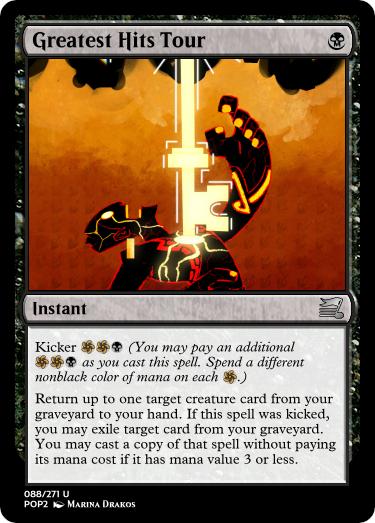 Greatest Hits Tour
Instant
Kicker (You may pay an additional
as you cast this spell. Spend a different
nonblack color of mana on each .)
Return up to one target creature card from your
graveyard to your hand. If this spell was kicked,
you may exile target card from your graveyard.
You may cast a copy of that spell without paying
its mana cost if it has mana value 3 or less.
088/271 U
POP2 Marina Drakos